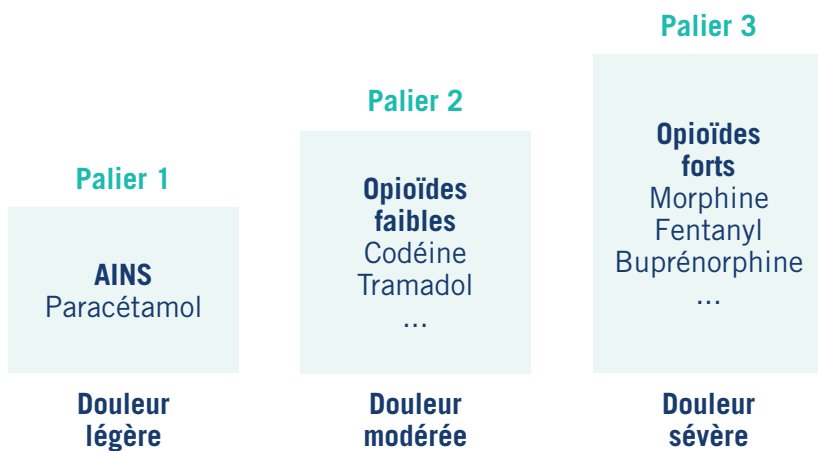 Palier 1
AINS
Paracétamol
Douleur
légère
Palier 2
Opioïdes
faibles
Codéine
Tramadol
...
Douleur
modérée
Palier 3
Opioïdes
forts
Morphine
Fentanyl
Buprénorphine
...
Douleur
sévère